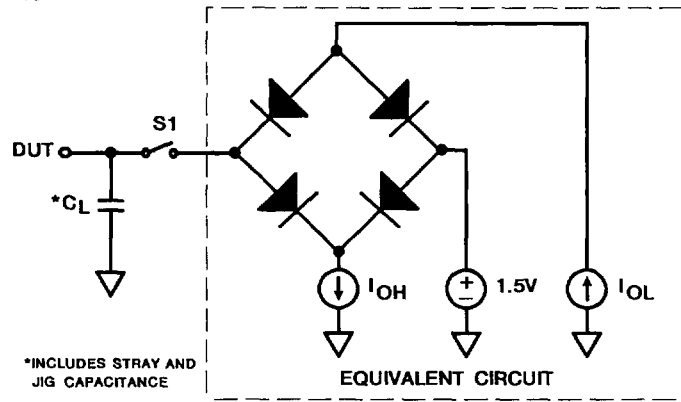 S1
DUT
*CL
IOH
+
−
1.5V
IOL
*INCLUDES STRAY AND
JIG CAPACITANCE
EQUIVALENT CIRCUIT